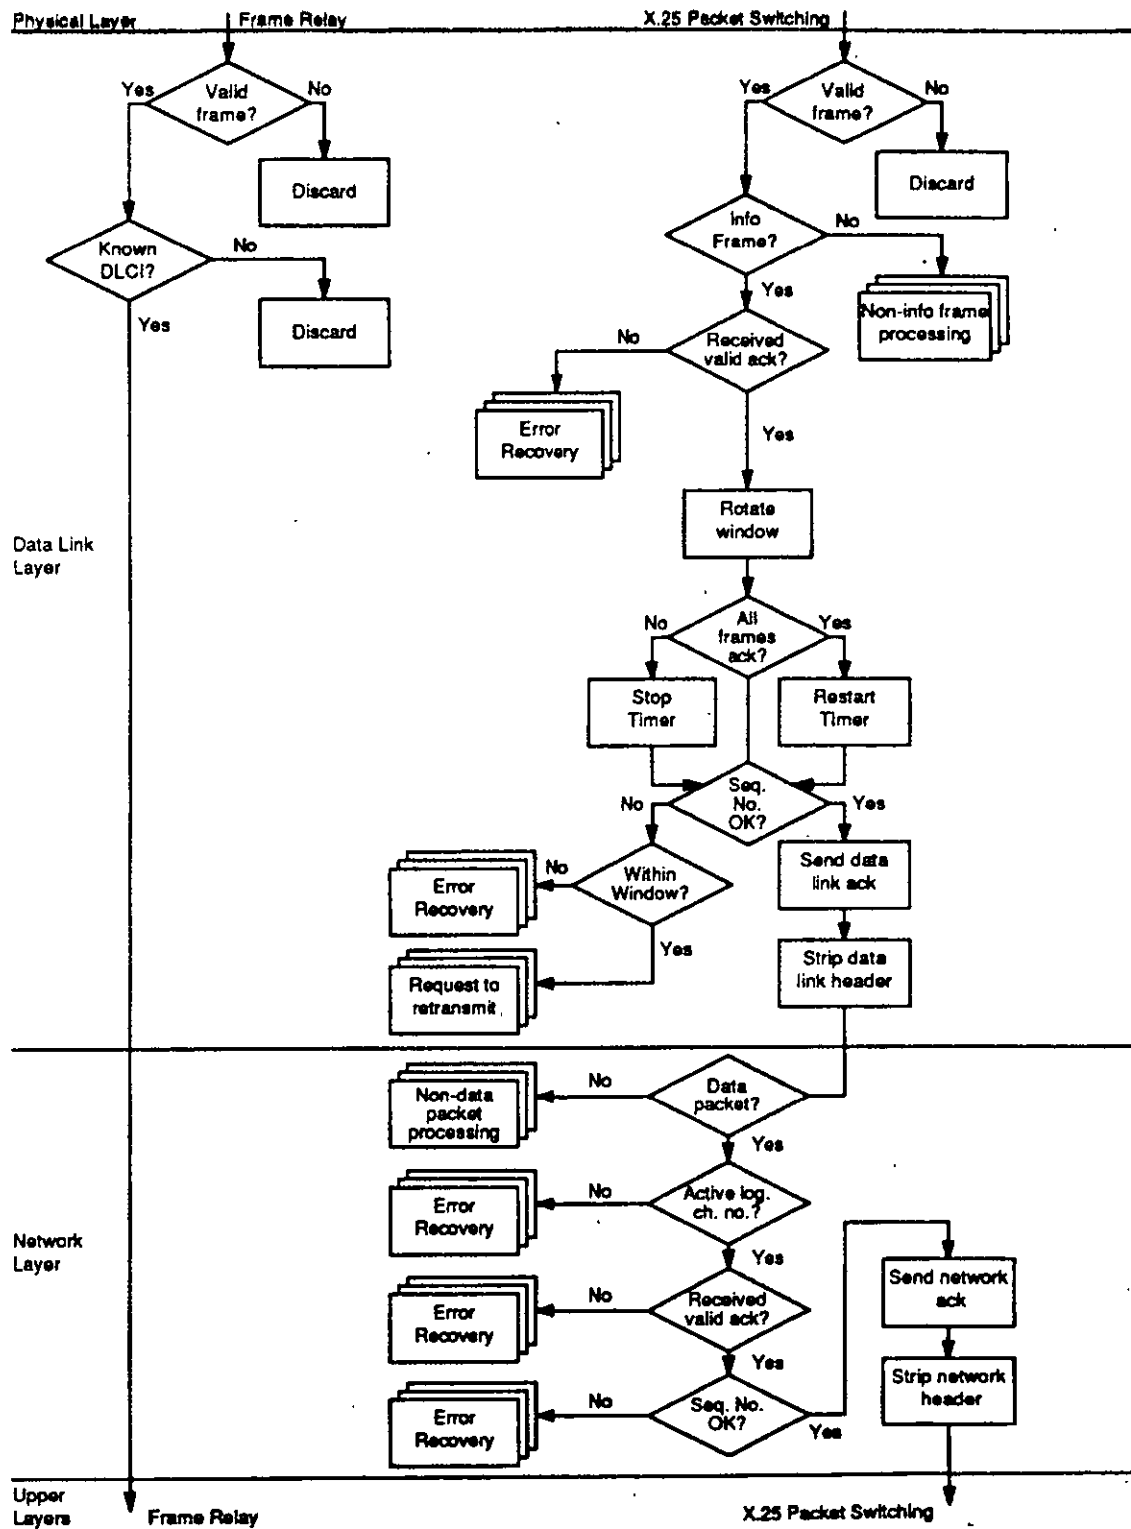 Physical Layer
Frame Relay
X.25 Packet Switching
Yes
Valid
frame?
No
Discard
Known
DLCI?
No
Discard
Yes
Yes
Valid
frame?
No
Discard
Info
Frame?
No
Non-info frame
processing
Yes
Received
valid ack?
No
Error
Recovery
Yes
Rotate
window
Data Link
Layer
No
All
frames
ack?
Yes
Stop
Timer
Restart
Timer
No
Seq.
No.
OK?
Yes
Within
Window?
No
Error
Recovery
Yes
Request to
retransmit
Send data
link ack
Strip data
link header
Data
packet?
No
Non-data
packet
processing
Yes
Active log.
ch. no.?
No
Error
Recovery
Network
Layer
Yes
Received
valid ack?
No
Error
Recovery
Yes
Seq. No.
OK?
No
Error
Recovery
Yes
Send network
ack
Strip network
header
Upper
Layers
Frame Relay
X.25 Packet Switching